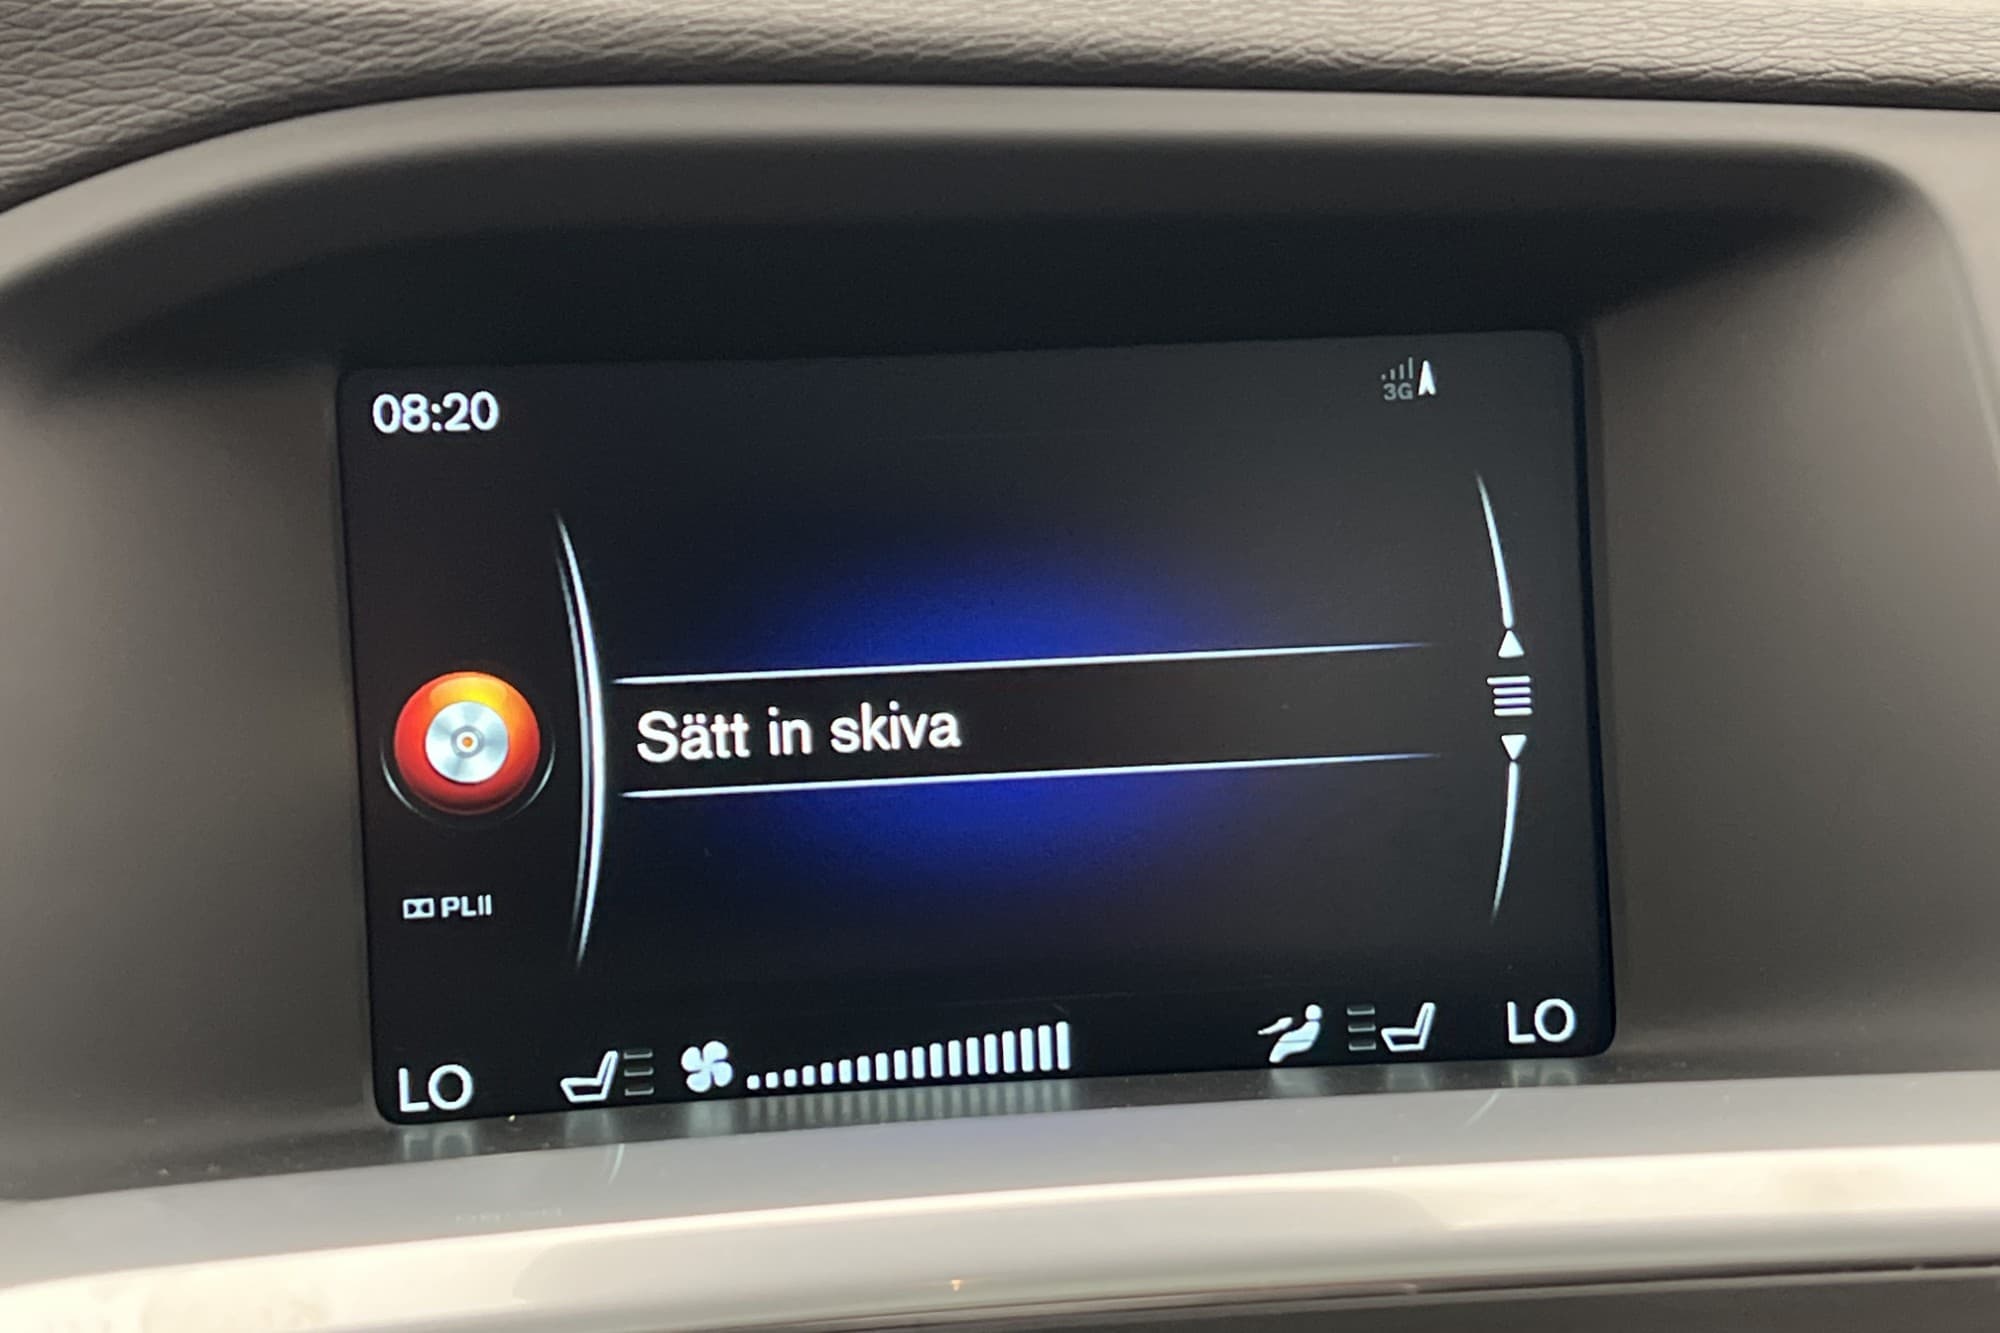 08:20
3G
Sätt in skiva
PLII
LO
LO